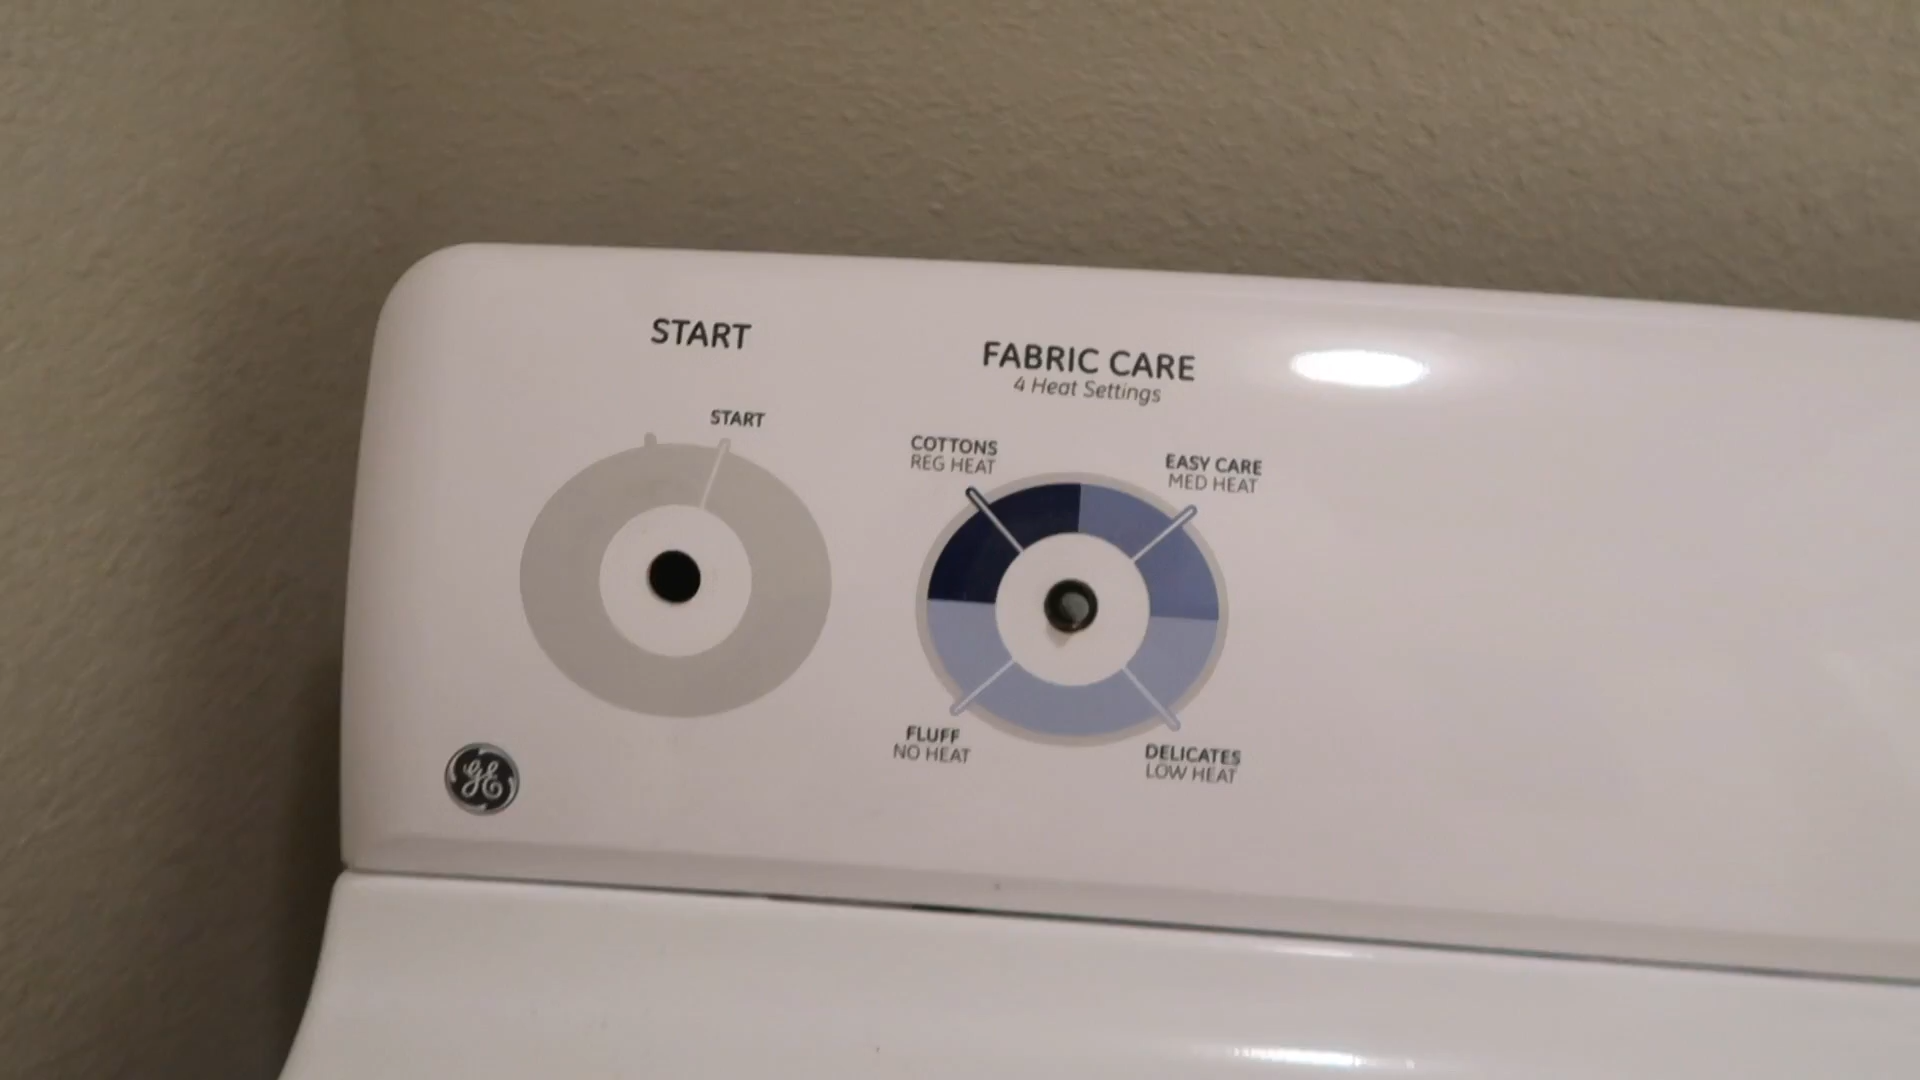 START
START
FABRIC CARE
4 Heat Settings
COTTONS
REG HEAT
EASY CARE
MED HEAT
FLUFF
NO HEAT
DELICATES
LOW HEAT
GE